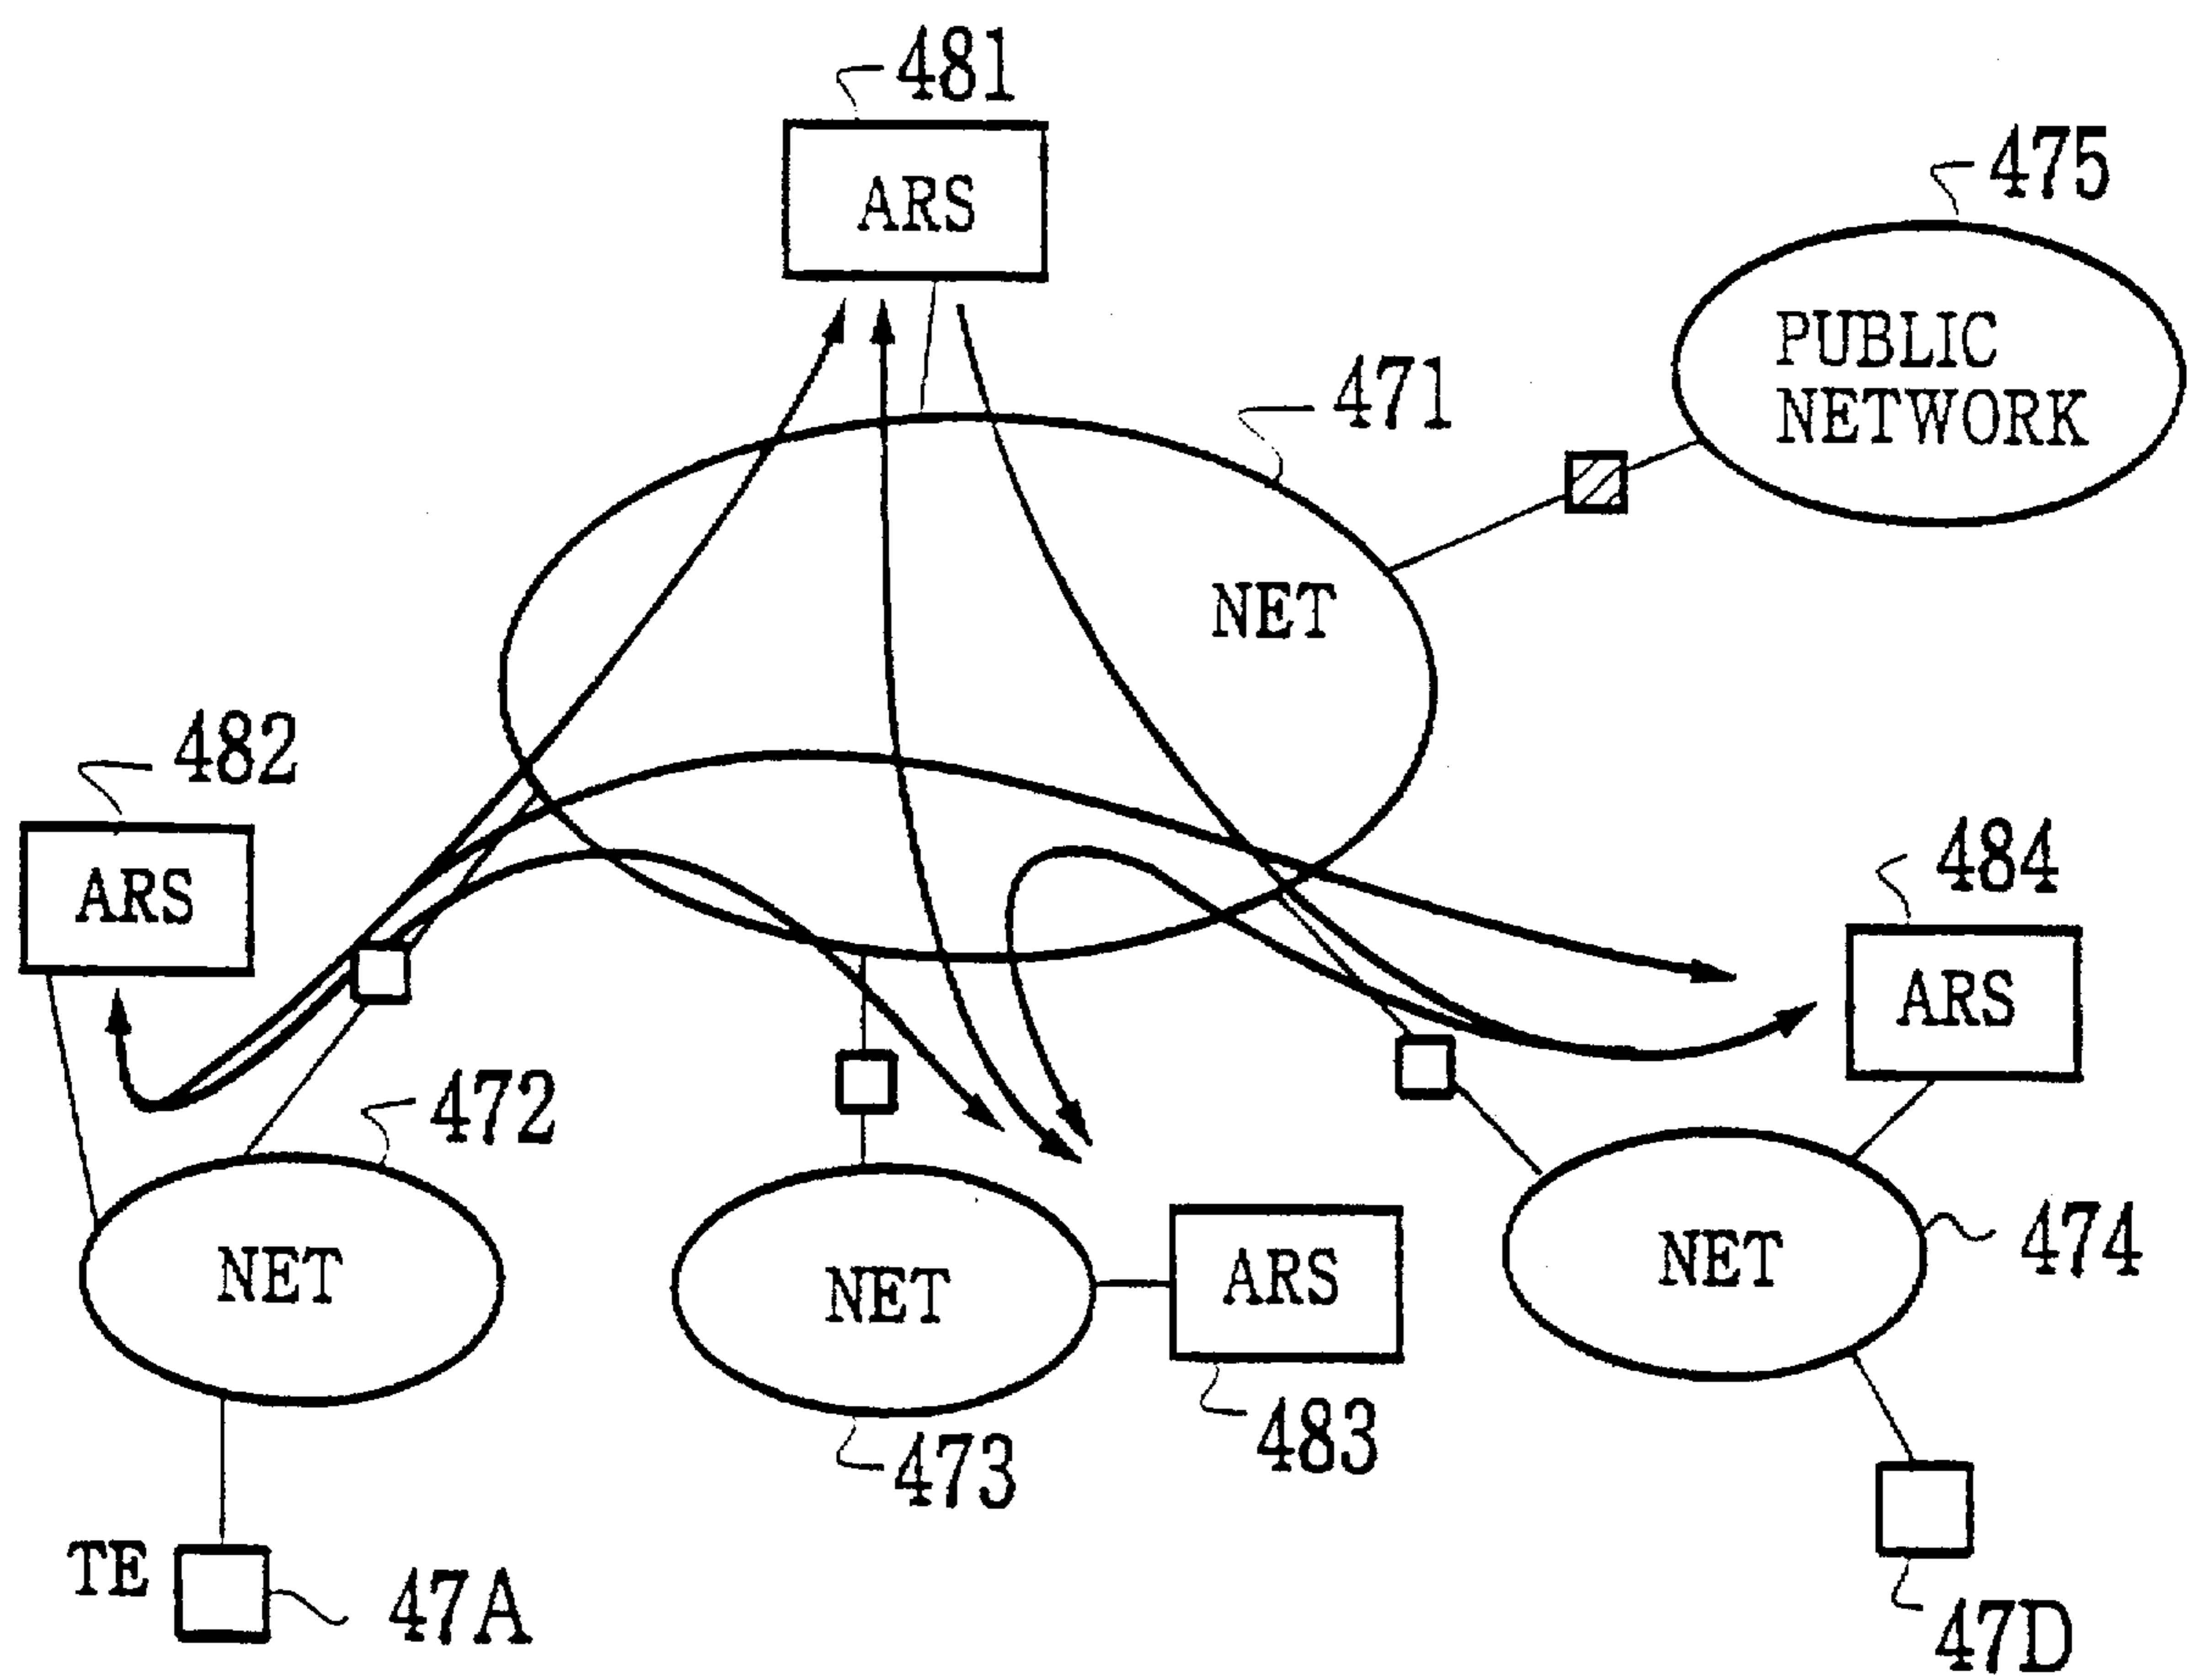 481
ARS
475
PUBLIC
NETWORK
471
NET
482
ARS
484
ARS
472
NET
NET
ARS
NET
474
473
483
TE
47A
47D